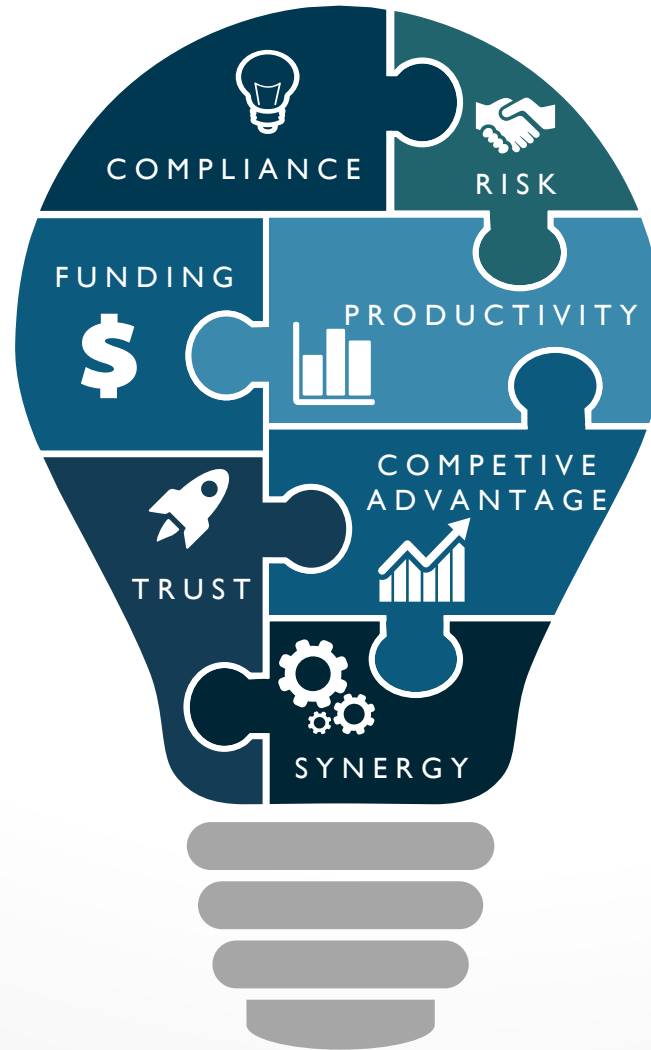 COMPLIANCE
RISK
FUNDING
$
PRODUCTIVITY
COMPETIVE
ADVANTAGE
TRUST
SYNERGY